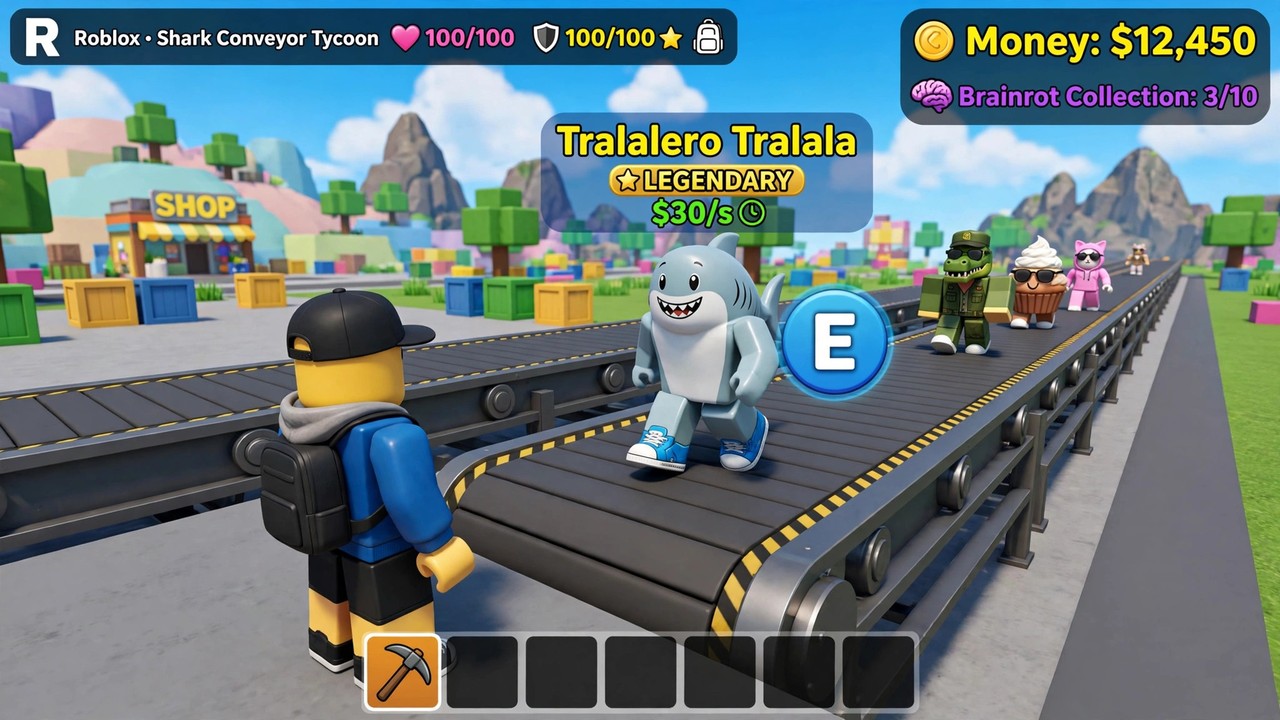 R Roblox • Shark Conveyor Tycoon 100/100 100/100
Money: $12,450
Brainrot Collection: 3/10
Tralalero Tralala
LEGENDARY
$30/s
SHOP
E